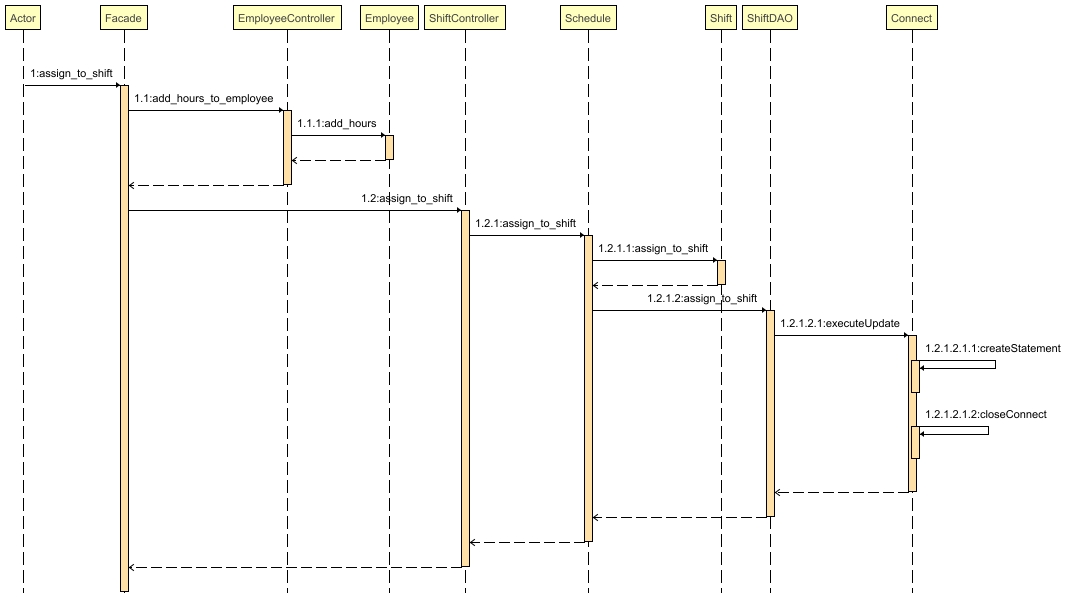 Actor
Facade
EmployeeController
Employee
ShiftController
Schedule
Shift
ShiftDAO
Connect
1:assign_to_shift
1.1:add_hours_to_employee
1.1.1:add_hours
1.2:assign_to_shift
1.2.1:assign_to_shift
1.2.1.1:assign_to_shift
1.2.1.2:assign_to_shift
1.2.1.2.1:executeUpdate
1.2.1.2.1.1:createStatement
1.2.1.2.1.2:closeConnect